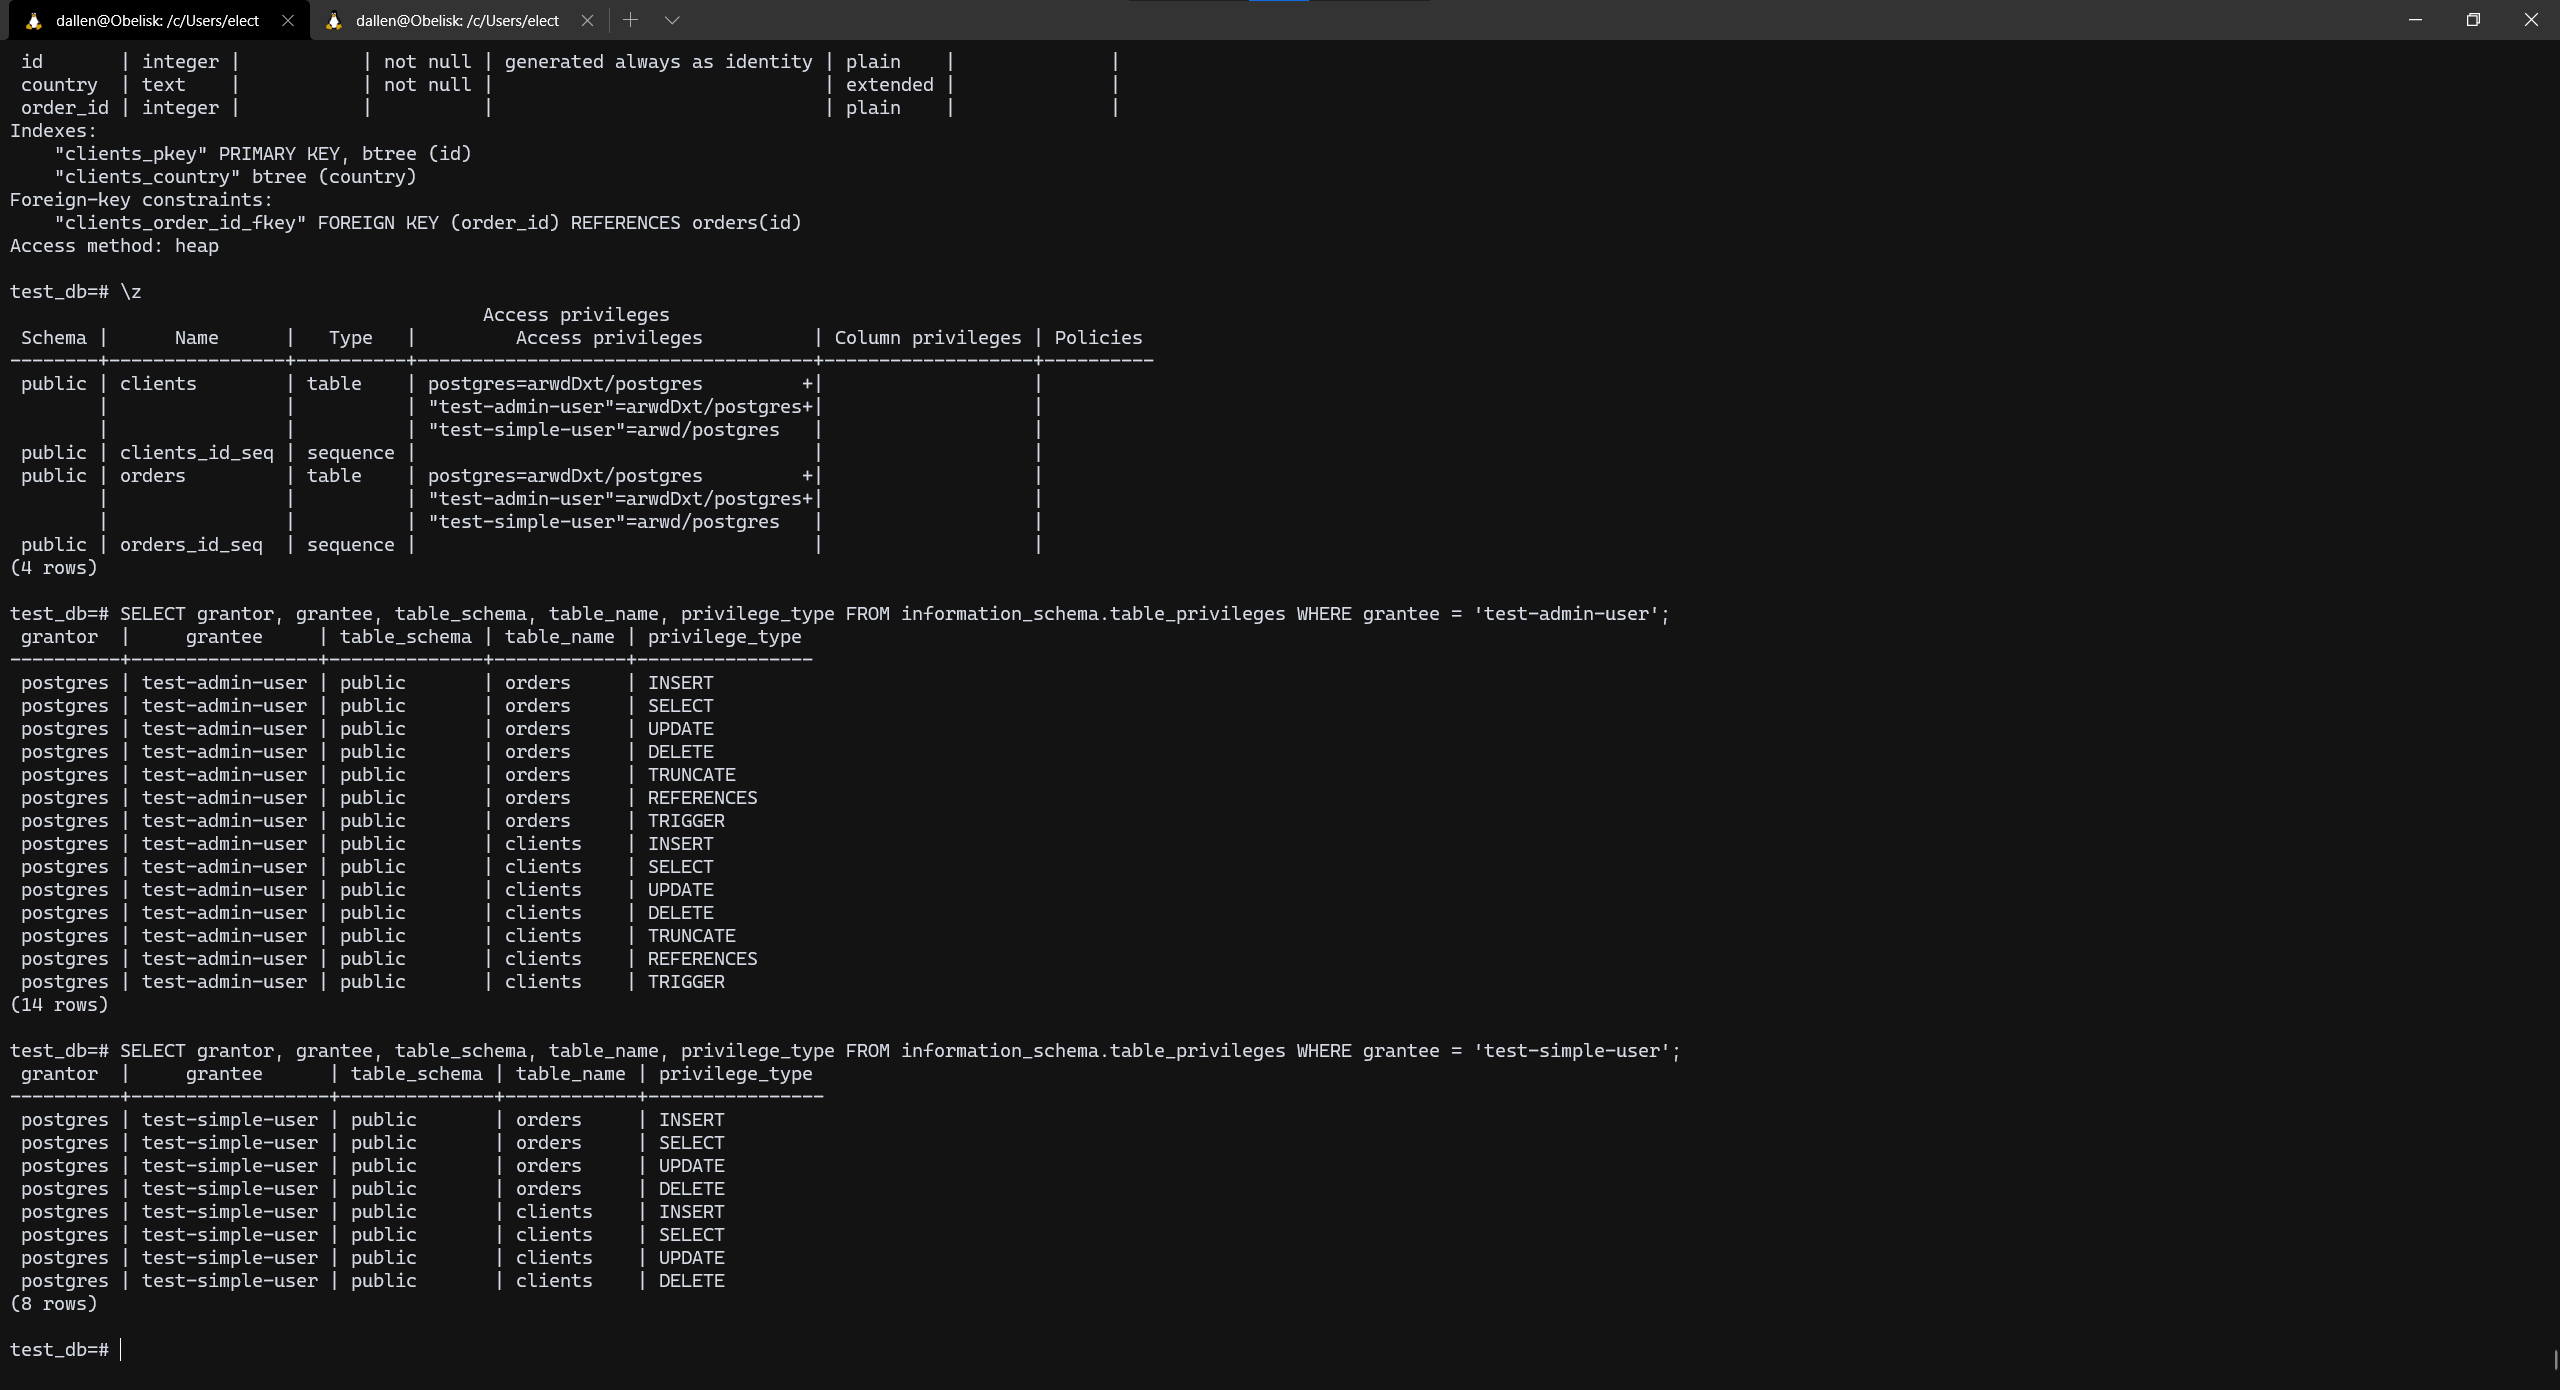 dallen@Obelisk: /c/Users/elect
dallen@Obelisk: /c/Users/elect
 id       | integer |           | not null | generated always as identity | plain    |              |
 country  | text    |           | not null |                              | extended |              |
 order_id | integer |           |          |                              | plain    |              |
Indexes:
    "clients_pkey" PRIMARY KEY, btree (id)
    "clients_country" btree (country)
Foreign-key constraints:
    "clients_order_id_fkey" FOREIGN KEY (order_id) REFERENCES orders(id)
Access method: heap
test_db=# \z
                                           Access privileges
 Schema |      Name      |   Type   |         Access privileges          | Column privileges | Policies
--------+----------------+----------+------------------------------------+-------------------+----------
 public | clients        | table    | postgres=arwdDxt/postgres         +|                   |
        |                |          | "test-admin-user"=arwdDxt/postgres+|                   |
        |                |          | "test-simple-user"=arwd/postgres   |                   |
 public | clients_id_seq | sequence |                                    |                   |
 public | orders         | table    | postgres=arwdDxt/postgres         +|                   |
        |                |          | "test-admin-user"=arwdDxt/postgres+|                   |
        |                |          | "test-simple-user"=arwd/postgres   |                   |
 public | orders_id_seq  | sequence |                                    |                   |
(4 rows)
test_db=# SELECT grantor, grantee, table_schema, table_name, privilege_type FROM information_schema.table_privileges WHERE grantee = 'test-admin-user';
 grantor  |     grantee     | table_schema | table_name | privilege_type
----------+-----------------+--------------+------------+----------------
 postgres | test-admin-user | public       | orders     | INSERT
 postgres | test-admin-user | public       | orders     | SELECT
 postgres | test-admin-user | public       | orders     | UPDATE
 postgres | test-admin-user | public       | orders     | DELETE
 postgres | test-admin-user | public       | orders     | TRUNCATE
 postgres | test-admin-user | public       | orders     | REFERENCES
 postgres | test-admin-user | public       | orders     | TRIGGER
 postgres | test-admin-user | public       | clients    | INSERT
 postgres | test-admin-user | public       | clients    | SELECT
 postgres | test-admin-user | public       | clients    | UPDATE
 postgres | test-admin-user | public       | clients    | DELETE
 postgres | test-admin-user | public       | clients    | TRUNCATE
 postgres | test-admin-user | public       | clients    | REFERENCES
 postgres | test-admin-user | public       | clients    | TRIGGER
(14 rows)
test_db=# SELECT grantor, grantee, table_schema, table_name, privilege_type FROM information_schema.table_privileges WHERE grantee = 'test-simple-user';
 grantor  |     grantee      | table_schema | table_name | privilege_type
----------+------------------+--------------+------------+----------------
 postgres | test-simple-user | public       | orders     | INSERT
 postgres | test-simple-user | public       | orders     | SELECT
 postgres | test-simple-user | public       | orders     | UPDATE
 postgres | test-simple-user | public       | orders     | DELETE
 postgres | test-simple-user | public       | clients    | INSERT
 postgres | test-simple-user | public       | clients    | SELECT
 postgres | test-simple-user | public       | clients    | UPDATE
 postgres | test-simple-user | public       | clients    | DELETE
(8 rows)
test_db=#